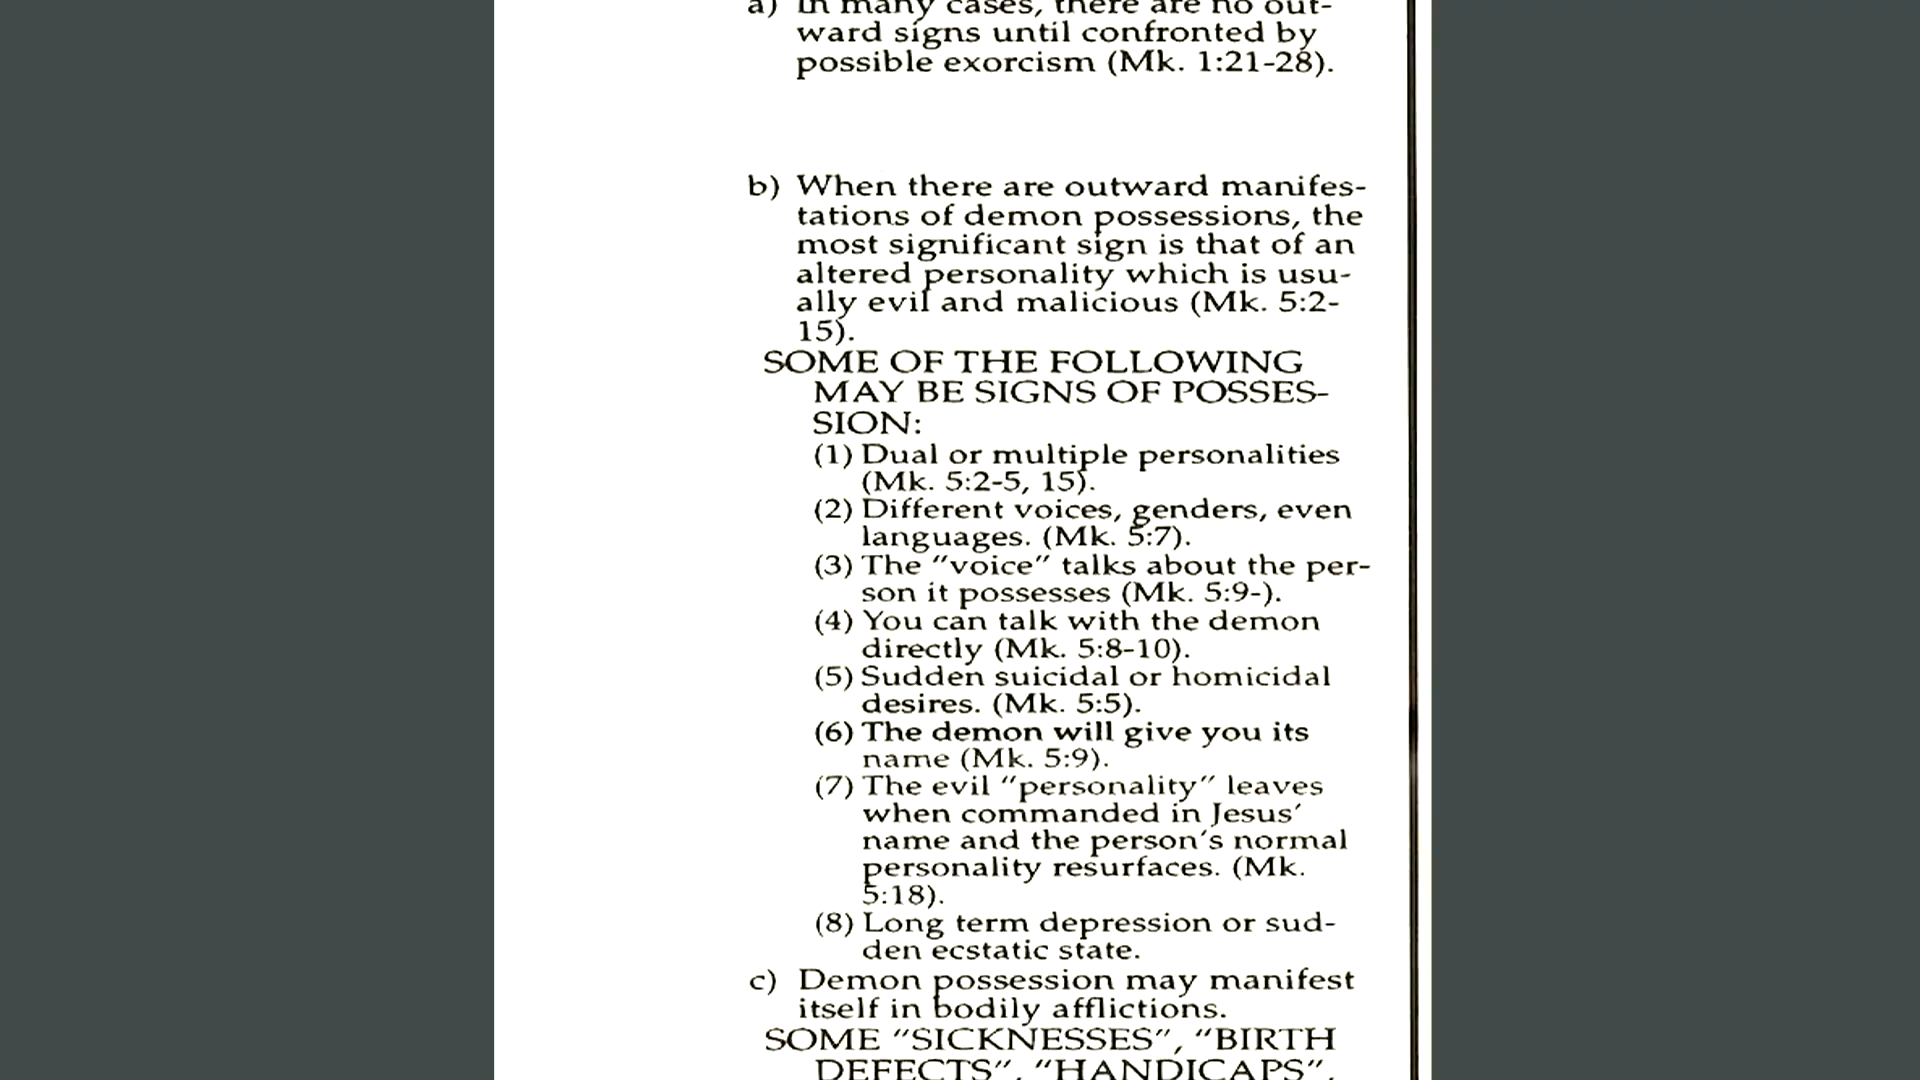 a) In many cases, there are no out-
ward signs until confronted by
possible exorcism (Mk. 1:21-28).
b) When there are outward manifes-
tations of demon possessions, the
most significant sign is that of an
altered personality which is usu-
ally evil and malicious (Mk. 5:2-
15).
SOME OF THE FOLLOWING
MAY BE SIGNS OF POSSES-
SION:
(1) Dual or multiple personalities
(Mk. 5:2-5, 15).
(2) Different voices, genders, even
languages. (Mk. 5:7).
(3) The "voice" talks about the per-
son it possesses (Mk. 5:9-).
(4) You can talk with the demon
directly (Mk. 5:8-10).
(5) Sudden suicidal or homicidal
desires. (Mk. 5:5).
(6) The demon will give you its
name (Mk. 5:9).
(7) The evil "personality" leaves
when commanded in Jesus'
name and the person's normal
personality resurfaces. (Mk.
5:18).
(8) Long term depression or sud-
den ecstatic state.
c) Demon possession may manifest
itself in bodily afflictions.
SOME "SICKNESSES", "BIRTH
DEFECTS", "HANDICAPS",